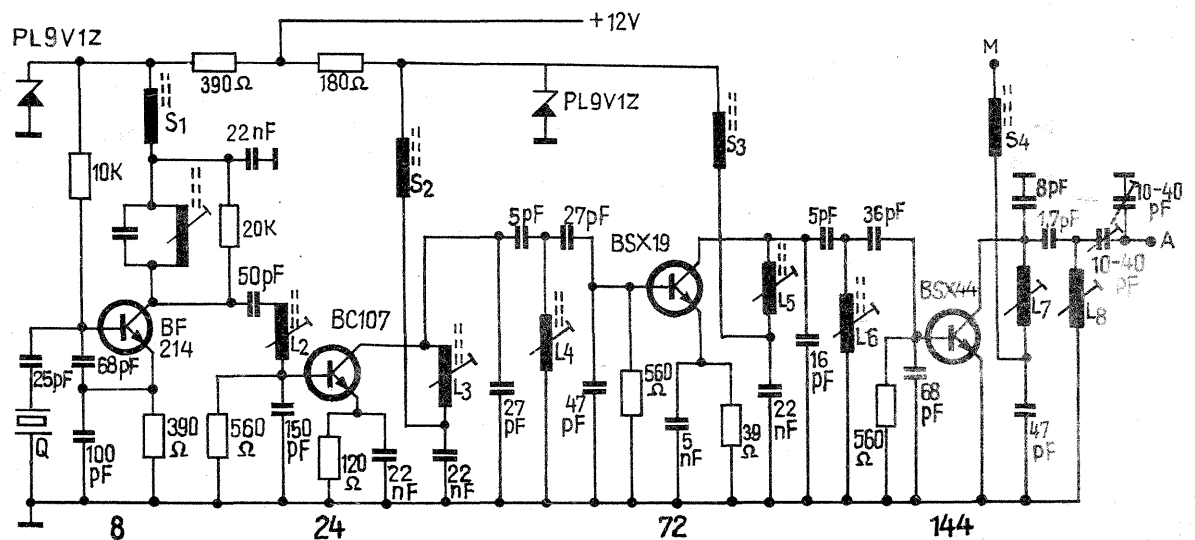 +12V
PL9V1Z
390Ω
180Ω
M
PL9V1Z
S1
22nF
S3
S4
10K
S2
8pF
10-40
pF
20K
5pF
27pF
BSX19
5pF
36pF
1,7pF
A
50pF
BSX44
10-40
pF
L5
L7
L8
BF
214
L2
BC107
L4
L6
25pF
68pF
L3
16
pF
560
Ω
68
pF
Q
100
pF
390
Ω
560
Ω
150
pF
120
Ω
22
nF
22
nF
27
pF
47
pF
5
nF
39
Ω
22
nF
560
Ω
47
pF
8
24
72
144